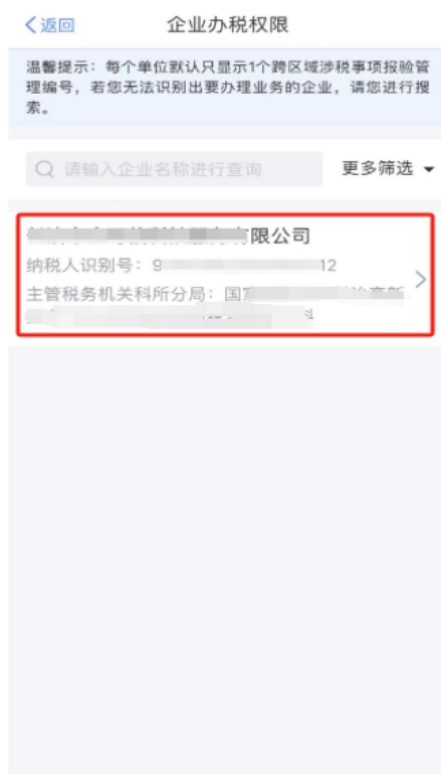 返回
企业办税权限
温馨提示：每个单位默认只显示1个跨区域涉税事项报验管
理编号，若您无法识别出要办理业务的企业，请您进行搜
索。
请输入企业名称进行查询
更多筛选
有限公司
纳税人识别号：9 12
主管税务机关科所分局：国